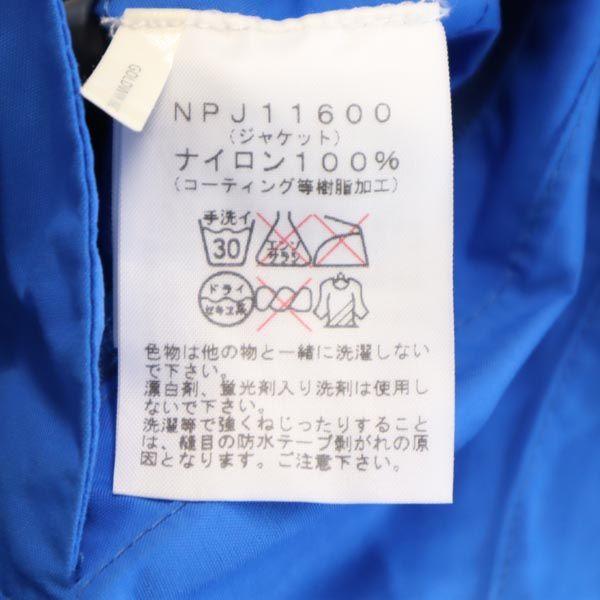 GOLDWIN
NPJ11600
(ジャケット)
ナイロン100%
(コーティング等樹脂加工)
手洗イ
30
エンソ
サラシ
ドライ
セキユ系
色物は他の物と一緒に洗濯しない
で下さい。
漂白剤、蛍光剤入り洗剤は使用し
ないで下さい。
洗濯等で強くねじったりすること
は、縫目の防水テープ剥がれの原
因となります。ご注意下さい。